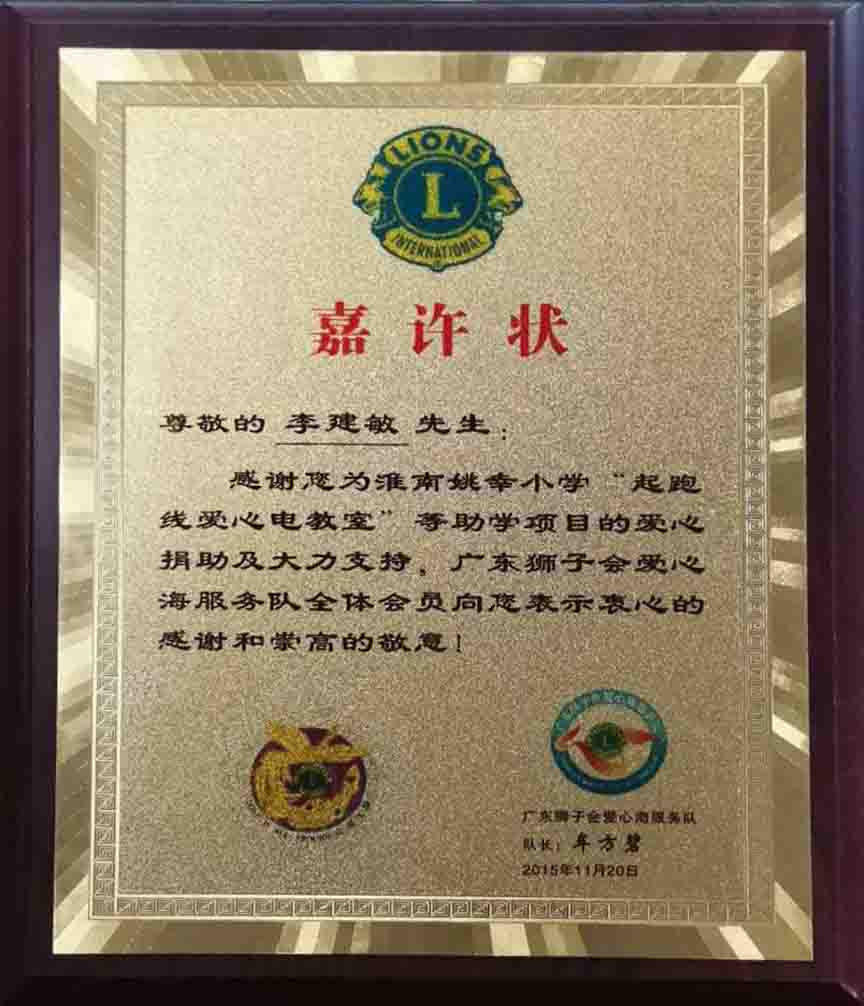 LIONS
L
INTERNATIONAL
嘉许状
尊敬的 李建敏 先生：
感谢您为淮南姚幸小学“起跑
线爱心电教室”等助学项目的爱心
捐助及大力支持。广东狮子会爱心
海服务队全体会员向您表示衷心的
感谢和崇高的敬意！
广东狮子会爱心海服务队
队长：牟方碧
2015年11月20日